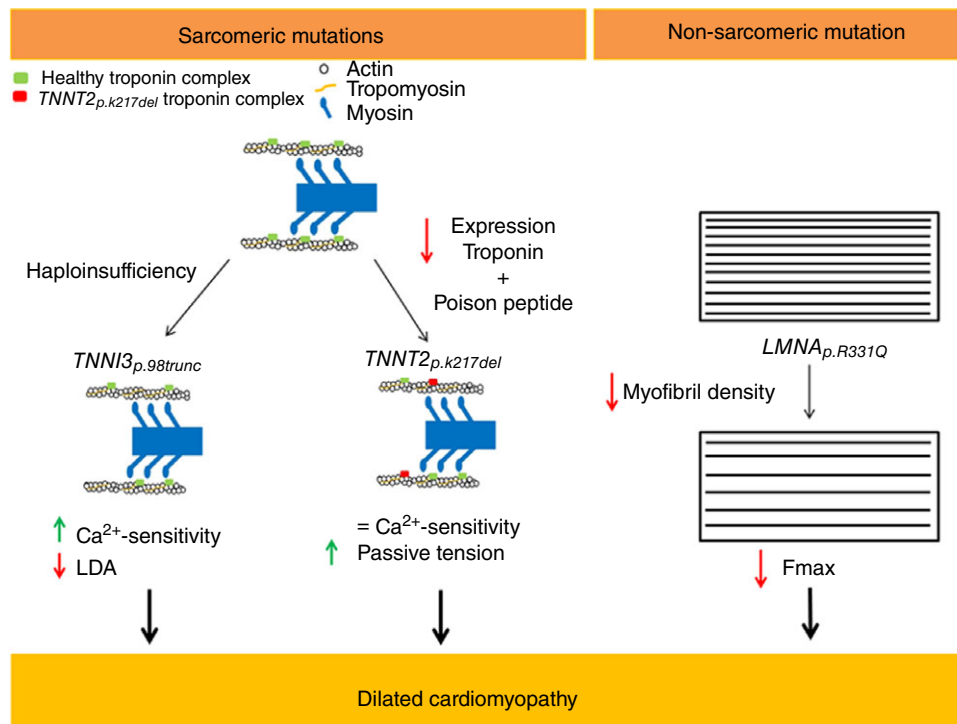 Sarcomeric mutations
Non-sarcomeric mutation
Healthy troponin complex
TNNT2p.k217del troponin complex
Actin
Tropomyosin
Myosin
Haploinsufficiency
Expression
Troponin
+
Poison peptide
TNNI3p.98trunc
TNNT2p.k217del
LMNAp.R331Q
Myofibril density
Ca2+-sensitivity
LDA
= Ca2+-sensitivity
Passive tension
Fmax
Dilated cardiomyopathy